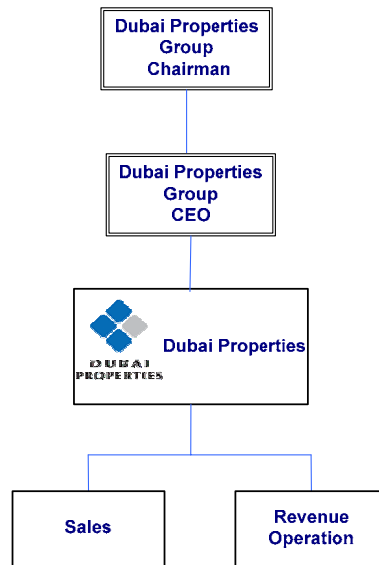 Dubai Properties
Group
Chairman
Dubai Properties
Group
CEO
Dubai Properties
DUBAI
PROPERTIES
Sales
Revenue
Operation